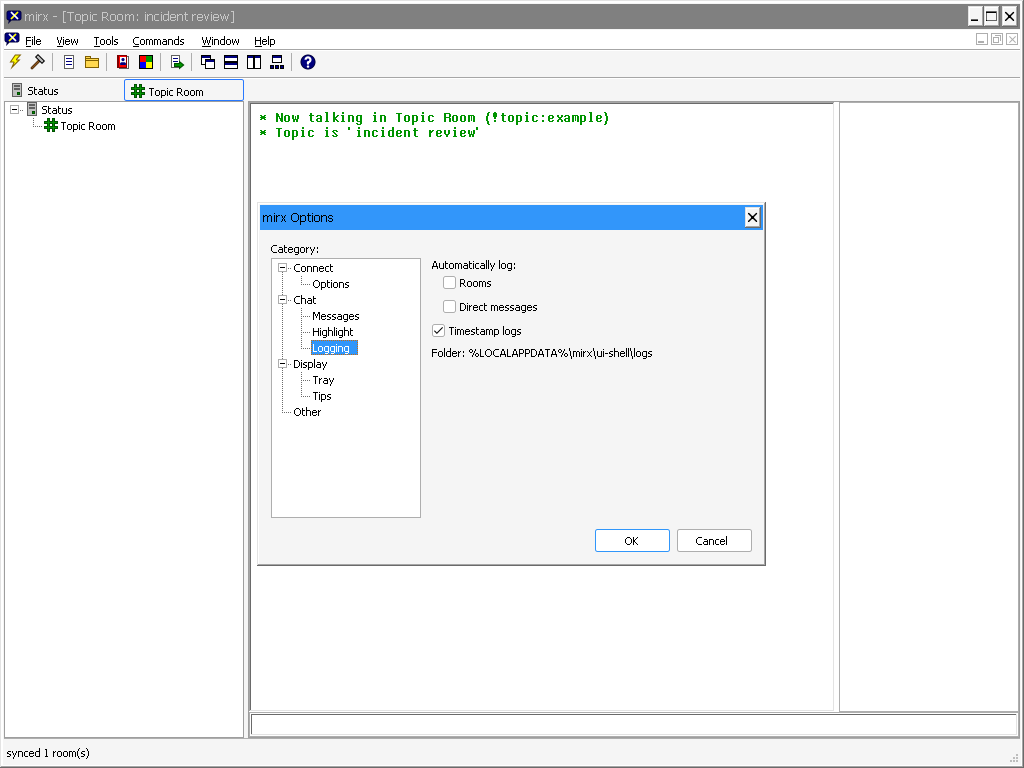 mirx - [Topic Room: incident review]
File View Tools Commands Window Help
Status Topic Room
Status
Topic Room
* Now talking in Topic Room (!topic:example)
* Topic is 'incident review'
mirx Options
Category:
Connect
Options
Chat
Messages
Highlight
Logging
Display
Tray
Tips
Other
Automatically log:
Rooms
Direct messages
Timestamp logs
Folder: %LOCALAPPDATA%\mirx\ui-shell\logs
OK Cancel
synced 1 room(s)